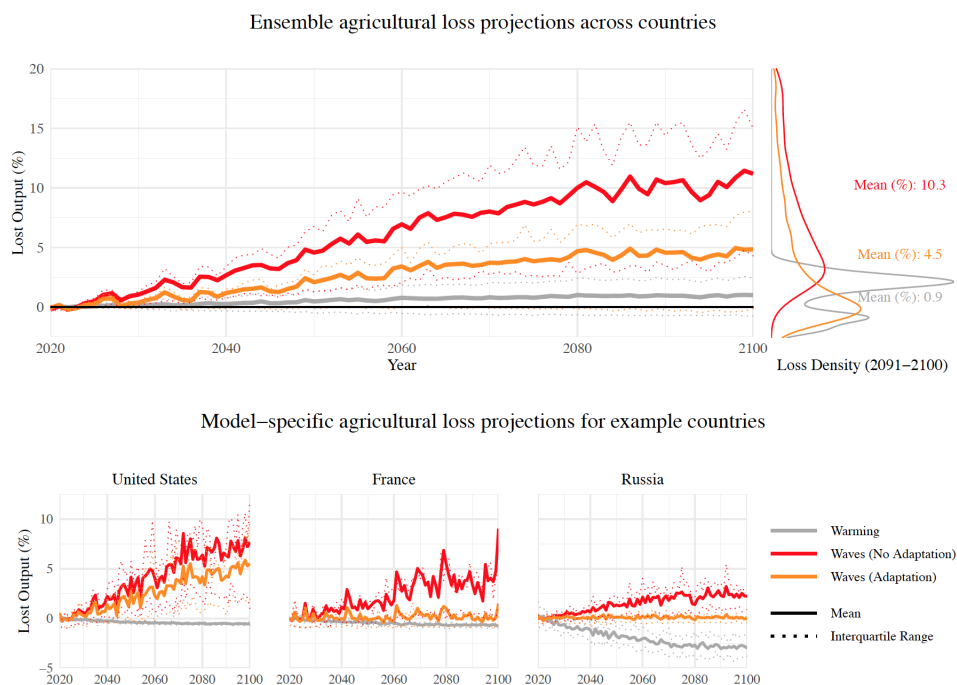 Ensemble agricultural loss projections across countries
20
15
10
5
0
Lost Output (%)
2020
2040
2060
2080
2100
Year
Mean (%): 10.3
Mean (%): 4.5
Mean (%): 0.9
Loss Density (2091−2100)
Model−specific agricultural loss projections for example countries
United States
France
Russia
10
5
0
−5
Lost Output (%)
2020 2040 2060 2080 2100
2020 2040 2060 2080 2100
2020 2040 2060 2080 2100
Warming
Waves (No Adaptation)
Waves (Adaptation)
Mean
Interquartile Range